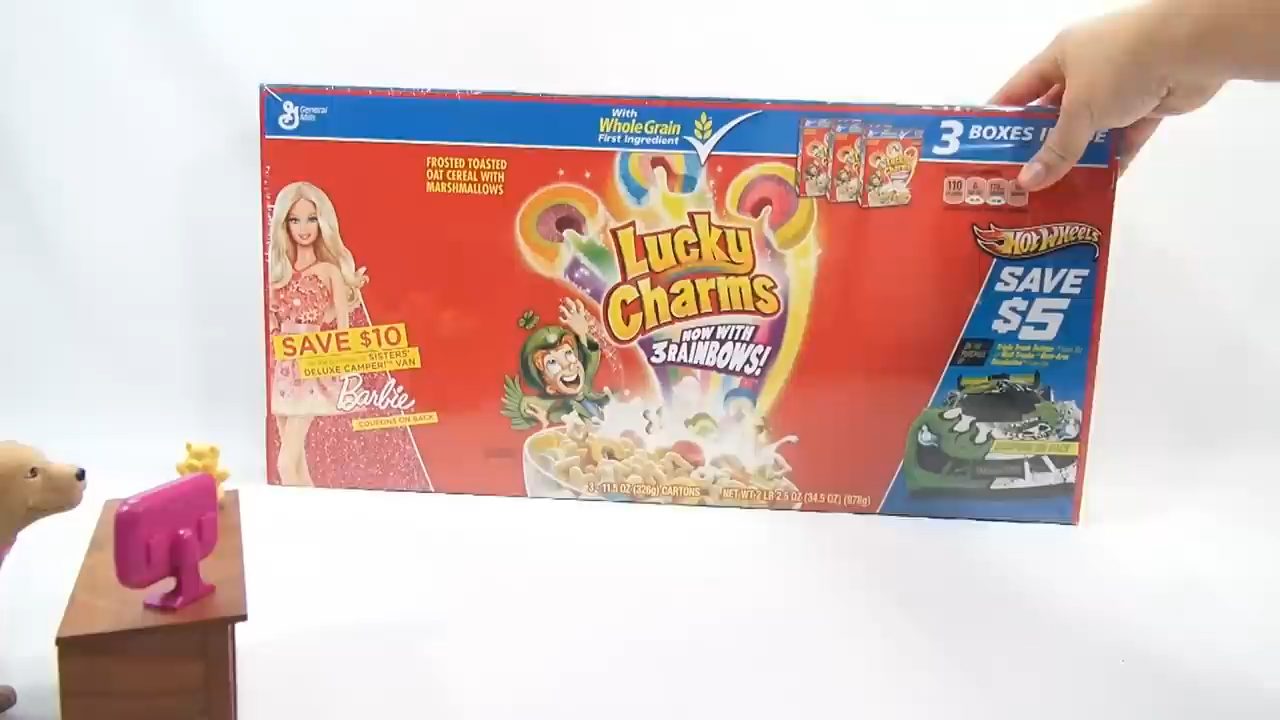 General
Mills
With
Whole Grain
First Ingredient
3 BOXES
FROSTED TOASTED
OAT CEREAL WITH
MARSHMALLOWS
110
Lucky
Charms
NOW WITH
3 RAINBOWS!
HOT WHEELS
SAVE
$5
SAVE $10
SISTERS'
DELUXE CAMPER!™ VAN
Barbie
COUPONS ON BACK
3 - 11.5 OZ (326g) CARTONS
NET WT 2 LB 2.5 OZ (34.5 OZ) (978g)